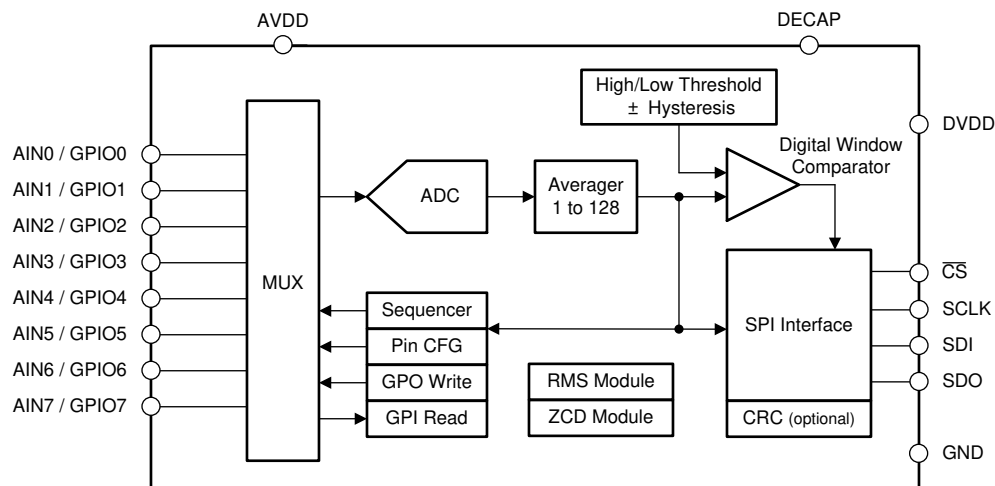 AVDD
DECAP
High/Low Threshold
± Hysteresis
DVDD
Digital Window
Comparator
AIN0 / GPIO0
AIN1 / GPIO1
AIN2 / GPIO2
AIN3 / GPIO3
AIN4 / GPIO4
AIN5 / GPIO5
AIN6 / GPIO6
AIN7 / GPIO7
MUX
ADC
Averager
1 to 128
Sequencer
Pin CFG
GPO Write
GPI Read
RMS Module
ZCD Module
SPI Interface
CRC (optional)
C̅S̅
SCLK
SDI
SDO
GND